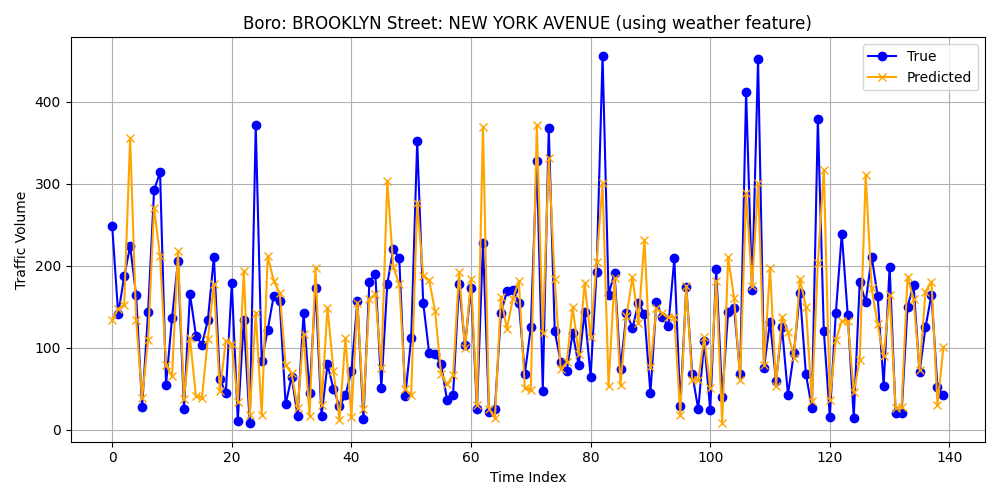 Boro: BROOKLYN Street: NEW YORK AVENUE (using weather feature)
True
Predicted
400
300
200
100
0
Traffic Volume
0 20 40 60 80 100 120 140
Time Index